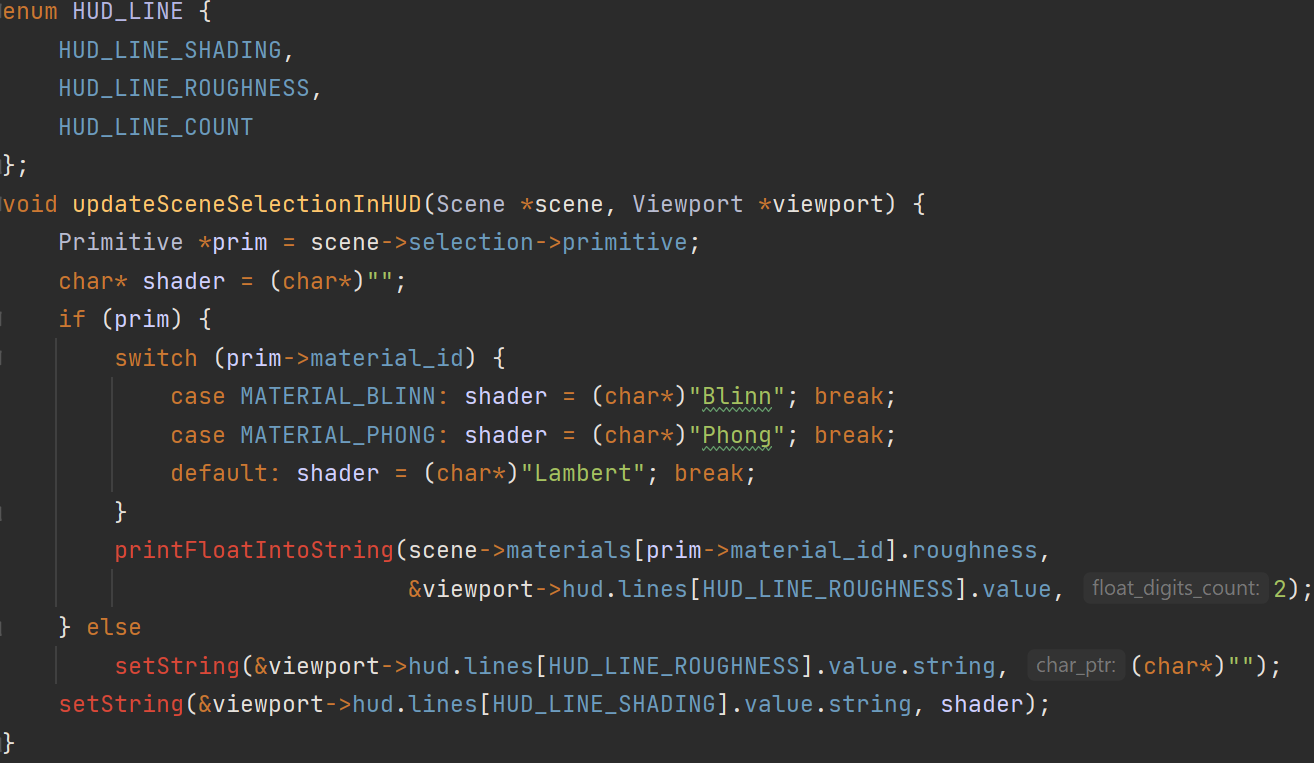 enum HUD_LINE {
    HUD_LINE_SHADING,
    HUD_LINE_ROUGHNESS,
    HUD_LINE_COUNT
};
void updateSceneSelectionInHUD(Scene *scene, Viewport *viewport) {
    Primitive *prim = scene->selection->primitive;
    char* shader = (char*)"";
    if (prim) {
        switch (prim->material_id) {
            case MATERIAL_BLINN: shader = (char*)"Blinn"; break;
            case MATERIAL_PHONG: shader = (char*)"Phong"; break;
            default: shader = (char*)"Lambert"; break;
        }
        printFloatIntoString(scene->materials[prim->material_id].roughness,
                             &viewport->hud.lines[HUD_LINE_ROUGHNESS].value, float_digits_count: 2);
    } else
        setString(&viewport->hud.lines[HUD_LINE_ROUGHNESS].value.string, char_ptr: (char*)"");
    setString(&viewport->hud.lines[HUD_LINE_SHADING].value.string, shader);
}